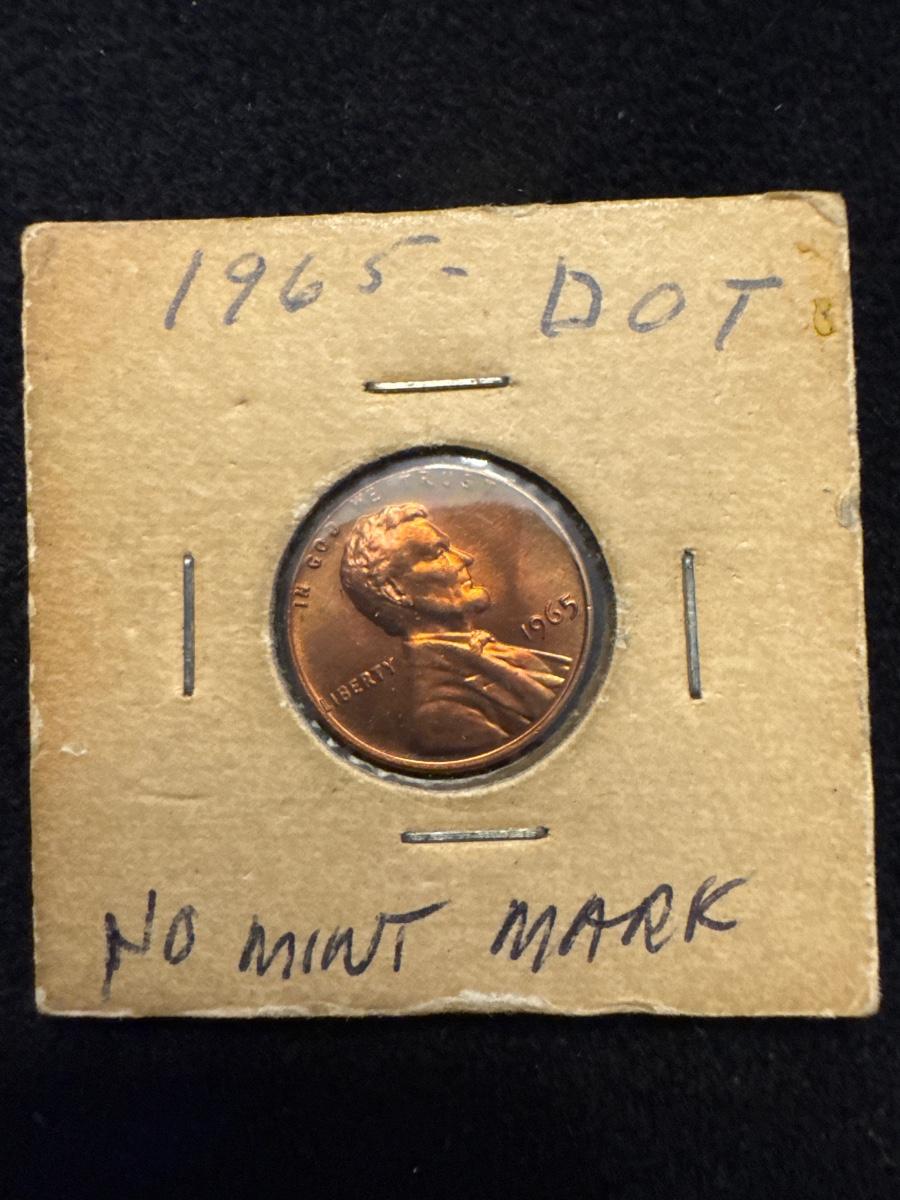 1965- DOT
IN GOD WE TRUST
LIBERTY
1965
NO MINT MARK